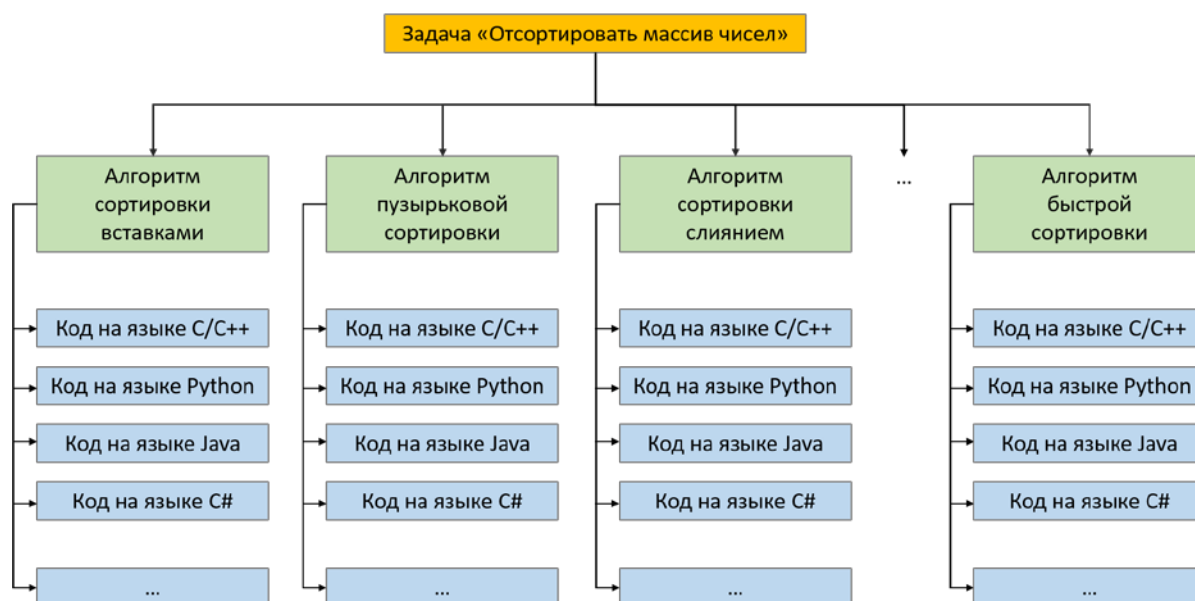 Задача «Отсортировать массив чисел»
Алгоритм
сортировки
вставками
Алгоритм
пузырьковой
сортировки
Алгоритм
сортировки
слиянием
...
Алгоритм
быстрой
сортировки
Код на языке C/C++
Код на языке C/C++
Код на языке C/C++
Код на языке C/C++
Код на языке Python
Код на языке Python
Код на языке Python
Код на языке Python
Код на языке Java
Код на языке Java
Код на языке Java
Код на языке Java
Код на языке C#
Код на языке C#
Код на языке C#
Код на языке C#
...
...
...
...